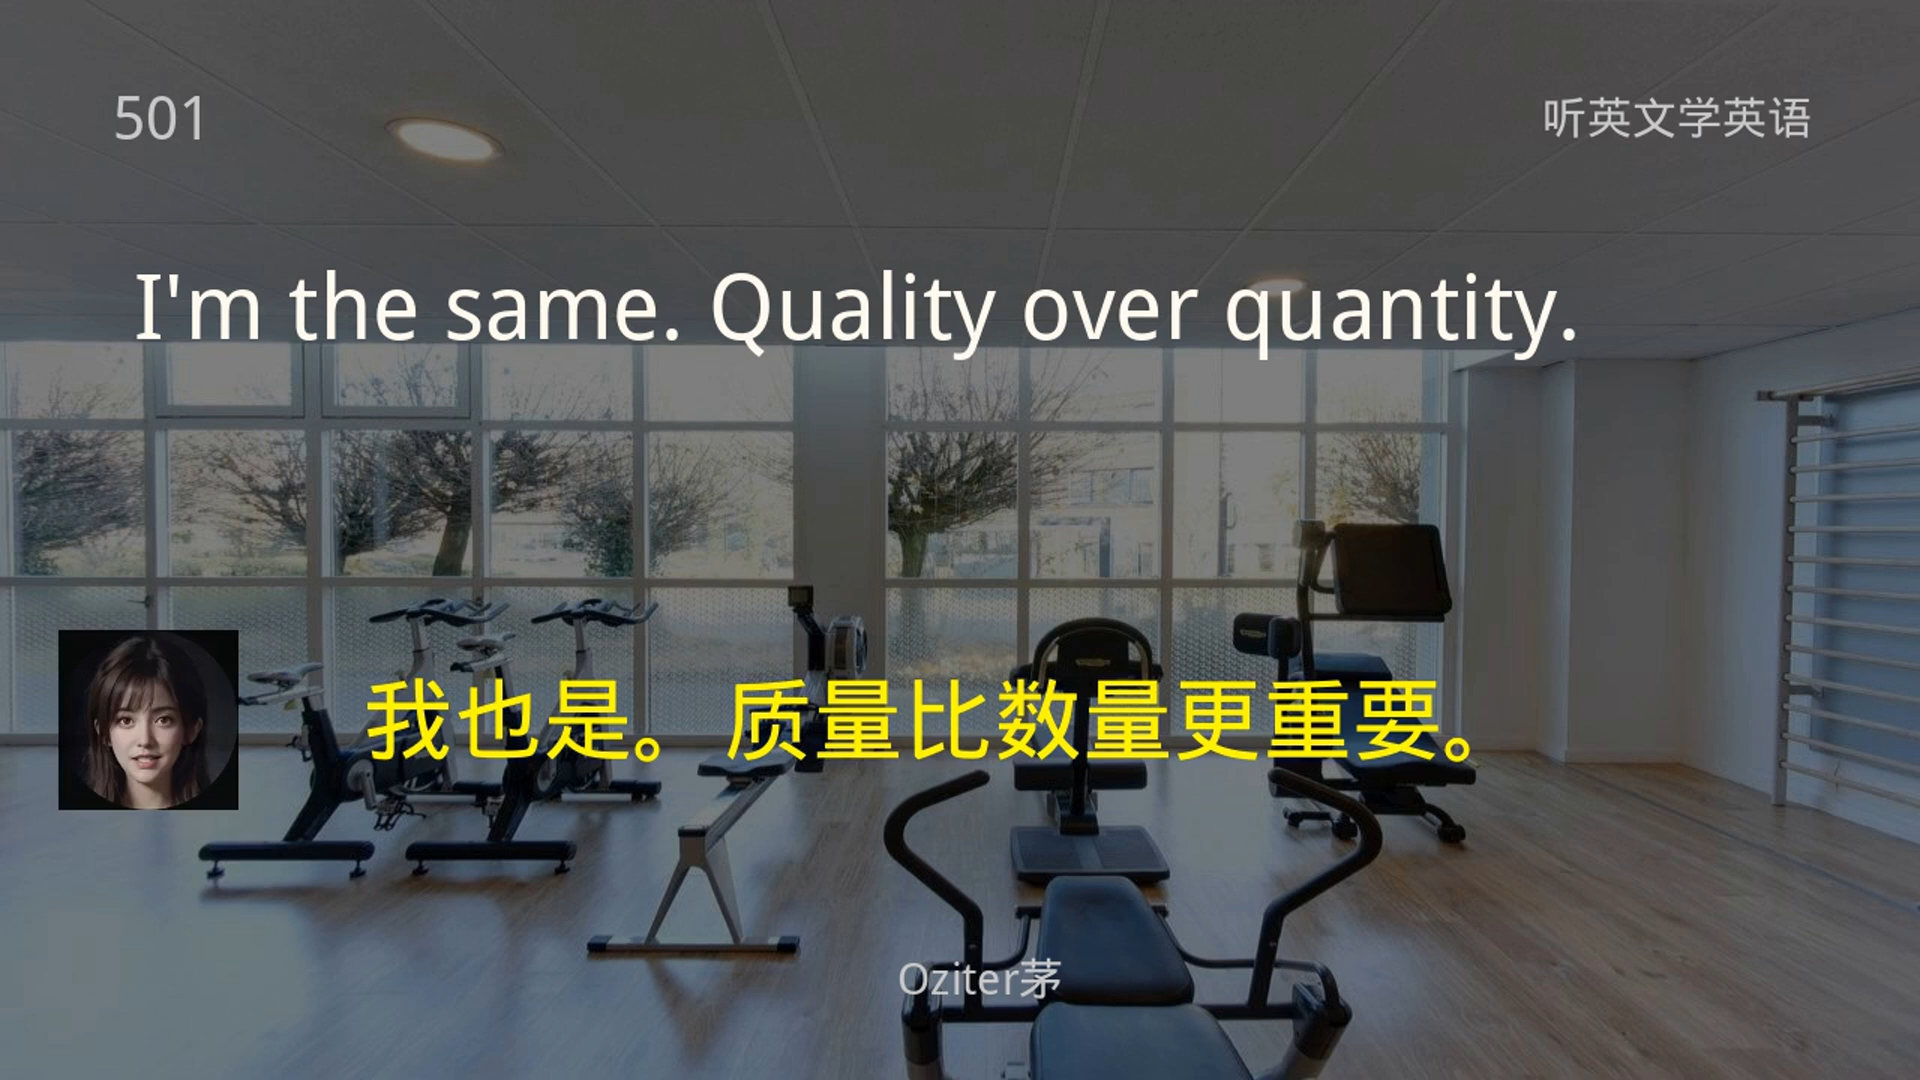 501
听英文学英语
I'm the same. Quality over quantity.
我也是。质量比数量更重要。
Oziter茅